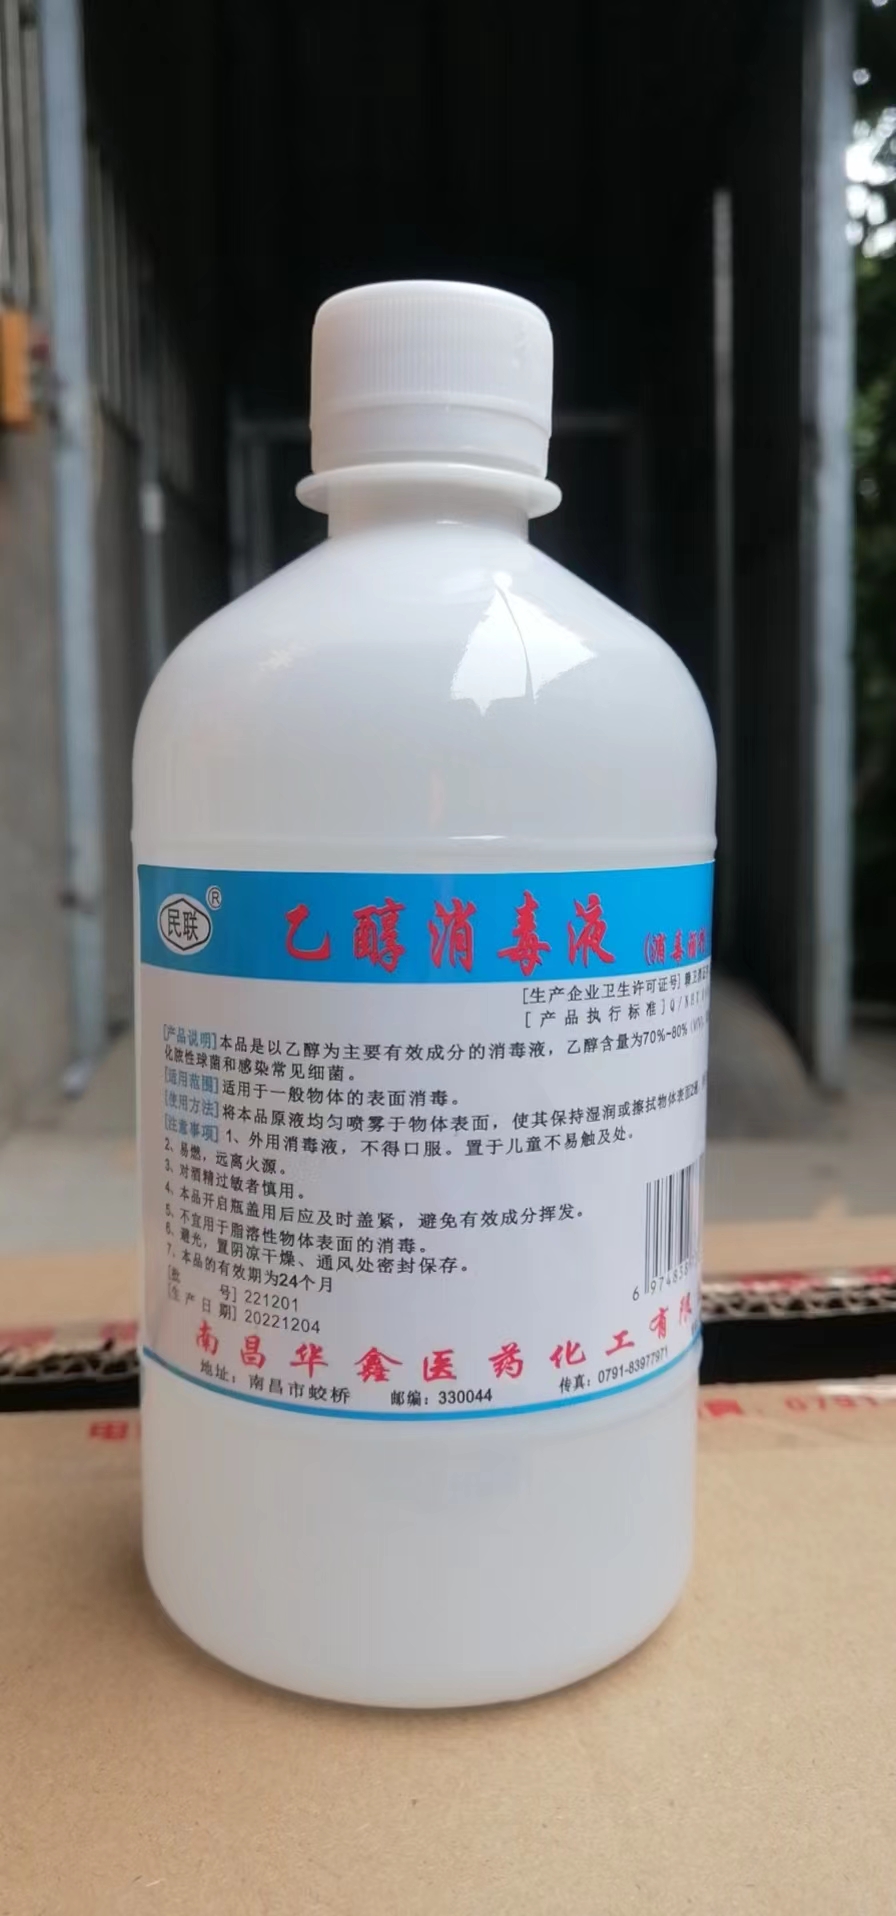 民联®
乙醇消毒液
[生产企业卫生许可证号]
[产品执行标准]Q/
[产品说明]本品是以乙醇为主要有效成分的消毒液，乙醇含量为70%~80%
化脓性球菌和感染常见细菌。
[适用范围]适用于一般物体的表面消毒。
[使用方法]将本品原液均匀喷雾于物体表面，使其保持湿润或擦拭物体表面2遍
[注意事项]1、外用消毒液，不得口服。置于儿童不易触及处。
2、易燃，远离火源。
3、对酒精过敏者慎用。
4、本品开启瓶盖用后应及时盖紧，避免有效成分挥发。
5、不宜用于脂溶性物体表面的消毒。
6、避光，置阴凉干燥、通风处密封保存。
7、本品的有效期为24个月
[批号]221201
[生产日期]20221204
南昌华鑫医药化工有限
地址：南昌市蛟桥 邮编：330044 传真：0791-83977971